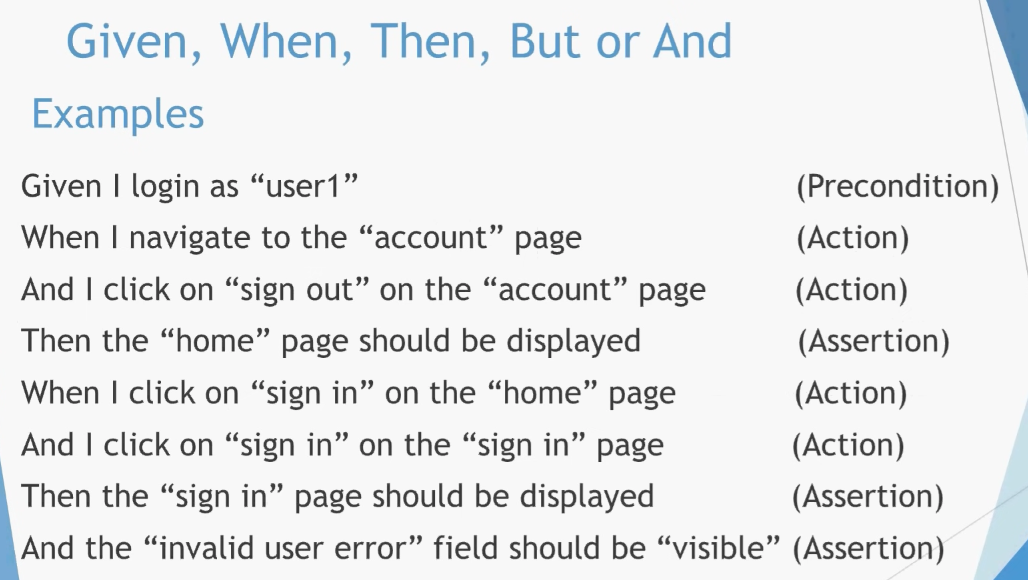 Given, When, Then, But or And
Examples
Given I login as “user1” (Precondition)
When I navigate to the “account” page (Action)
And I click on “sign out” on the “account” page (Action)
Then the “home” page should be displayed (Assertion)
When I click on “sign in” on the “home” page (Action)
And I click on “sign in” on the “sign in” page (Action)
Then the “sign in” page should be displayed (Assertion)
And the “invalid user error” field should be “visible” (Assertion)